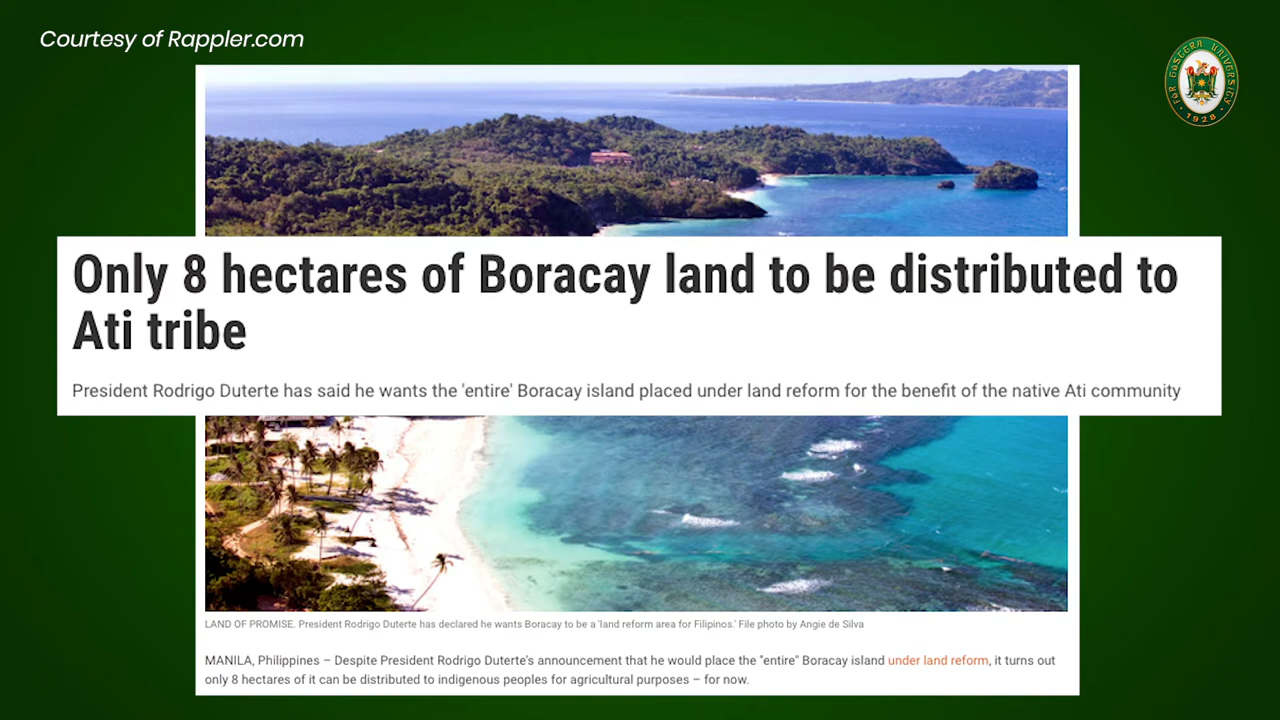 Courtesy of Rappler.com
FAR EASTERN UNIVERSITY
1928
Only 8 hectares of Boracay land to be distributed to
Ati tribe
President Rodrigo Duterte has said he wants the 'entire' Boracay island placed under land reform for the benefit of the native Ati community
LAND OF PROMISE. President Rodrigo Duterte has declared he wants Boracay to be a 'land reform area for Filipinos.' File photo by Angie de Silva
MANILA, Philippines – Despite President Rodrigo Duterte's announcement that he would place the "entire" Boracay island under land reform, it turns out
only 8 hectares of it can be distributed to indigenous peoples for agricultural purposes – for now.